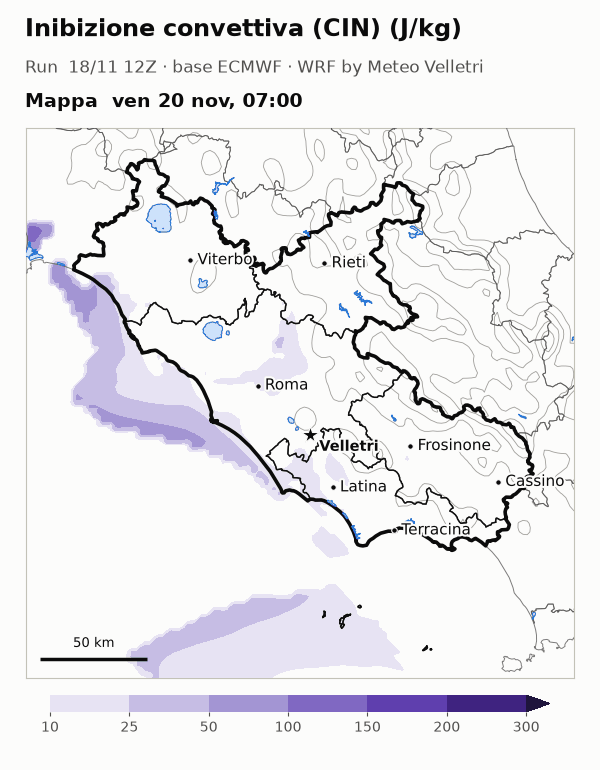 Inibizione convettiva (CIN) (J/kg)
Run 18/11 12Z · base ECMWF · WRF by Meteo Velletri
Mappa ven 20 nov, 07:00
Viterbo
Rieti
Roma
Velletri
Frosinone
Cassino
Latina
Terracina
50 km
10 25 50 100 150 200 300